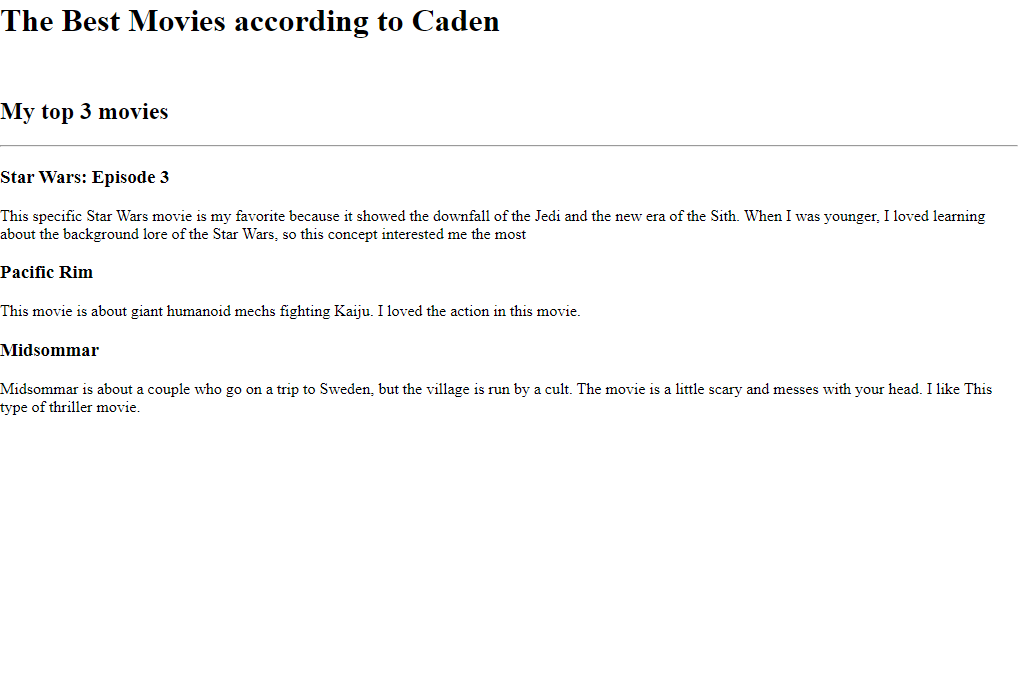 The Best Movies according to Caden
My top 3 movies
Star Wars: Episode 3
This specific Star Wars movie is my favorite because it showed the downfall of the Jedi and the new era of the Sith. When I was younger, I loved learning
about the background lore of the Star Wars, so this concept interested me the most
Pacific Rim
This movie is about giant humanoid mechs fighting Kaiju. I loved the action in this movie.
Midsommar
Midsommar is about a couple who go on a trip to Sweden, but the village is run by a cult. The movie is a little scary and messes with your head. I like This
type of thriller movie.